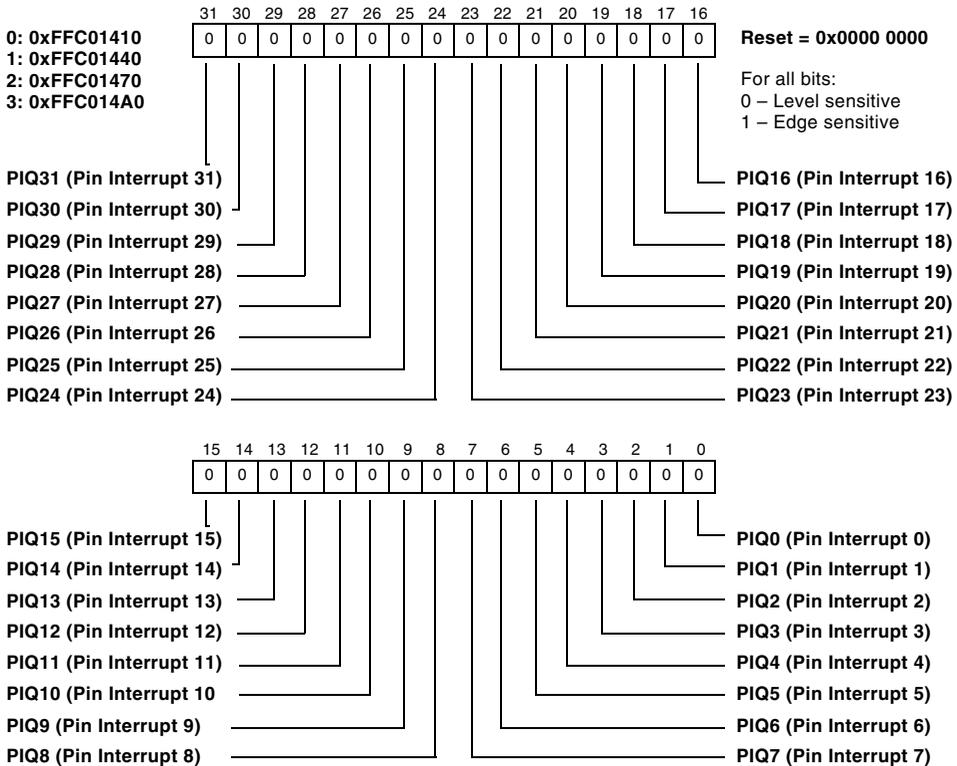 31 30 29 28 27 26 25 24 23 22 21 20 19 18 17 16
0 0 0 0 0 0 0 0 0 0 0 0 0 0 0 0
0: 0xFFC01410
1: 0xFFC01440
2: 0xFFC01470
3: 0xFFC014A0
Reset = 0x0000 0000
For all bits:
0 – Level sensitive
1 – Edge sensitive
PIQ31 (Pin Interrupt 31)
PIQ30 (Pin Interrupt 30)
PIQ29 (Pin Interrupt 29)
PIQ28 (Pin Interrupt 28)
PIQ27 (Pin Interrupt 27)
PIQ26 (Pin Interrupt 26
PIQ25 (Pin Interrupt 25)
PIQ24 (Pin Interrupt 24)
PIQ16 (Pin Interrupt 16)
PIQ17 (Pin Interrupt 17)
PIQ18 (Pin Interrupt 18)
PIQ19 (Pin Interrupt 19)
PIQ20 (Pin Interrupt 20)
PIQ21 (Pin Interrupt 21)
PIQ22 (Pin Interrupt 22)
PIQ23 (Pin Interrupt 23)
15 14 13 12 11 10 9 8 7 6 5 4 3 2 1 0
0 0 0 0 0 0 0 0 0 0 0 0 0 0 0 0
PIQ15 (Pin Interrupt 15)
PIQ14 (Pin Interrupt 14)
PIQ13 (Pin Interrupt 13)
PIQ12 (Pin Interrupt 12)
PIQ11 (Pin Interrupt 11)
PIQ10 (Pin Interrupt 10
PIQ9 (Pin Interrupt 9)
PIQ8 (Pin Interrupt 8)
PIQ0 (Pin Interrupt 0)
PIQ1 (Pin Interrupt 1)
PIQ2 (Pin Interrupt 2)
PIQ3 (Pin Interrupt 3)
PIQ4 (Pin Interrupt 4)
PIQ5 (Pin Interrupt 5)
PIQ6 (Pin Interrupt 6)
PIQ7 (Pin Interrupt 7)